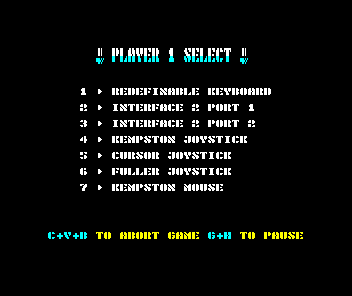 !! PLAYER 1 SELECT !!
1 ▸ REDEFINABLE KEYBOARD
2 ▸ INTERFACE 2 PORT 1
3 ▸ INTERFACE 2 PORT 2
4 ▸ KEMPSTON JOYSTICK
5 ▸ CURSOR JOYSTICK
6 ▸ FULLER JOYSTICK
7 ▸ KEMPSTON MOUSE
C+V+B TO ABORT GAME G+H TO PAUSE